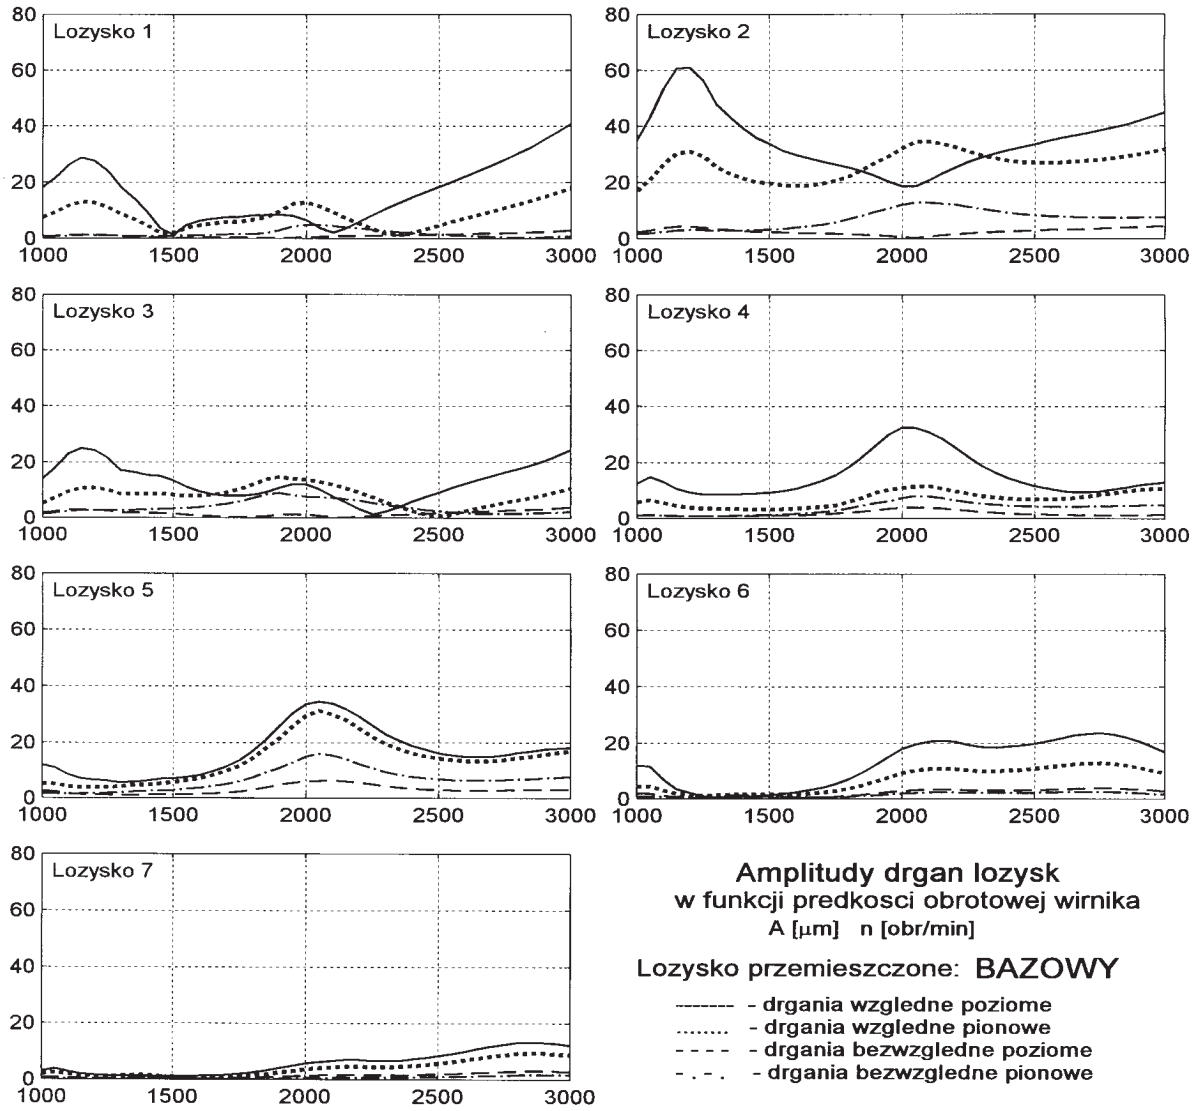 80
60
40
20
0
Lozysko 1
1000 1500 2000 2500 3000
80
60
40
20
0
Lozysko 2
1000 1500 2000 2500 3000
80
60
40
20
0
Lozysko 3
1000 1500 2000 2500 3000
80
60
40
20
0
Lozysko 4
1000 1500 2000 2500 3000
80
60
40
20
0
Lozysko 5
1000 1500 2000 2500 3000
80
60
40
20
0
Lozysko 6
1000 1500 2000 2500 3000
80
60
40
20
0
Lozysko 7
1000 1500 2000 2500 3000
Amplitudy drgan lozysk
w funkcji predkosci obrotowej wirnika
A [μm] n [obr/min]
Lozysko przemieszczone: BAZOWY
- drgania wzgledne poziome
- drgania wzgledne pionowe
- drgania bezwzgledne poziome
- drgania bezwzgledne pionowe